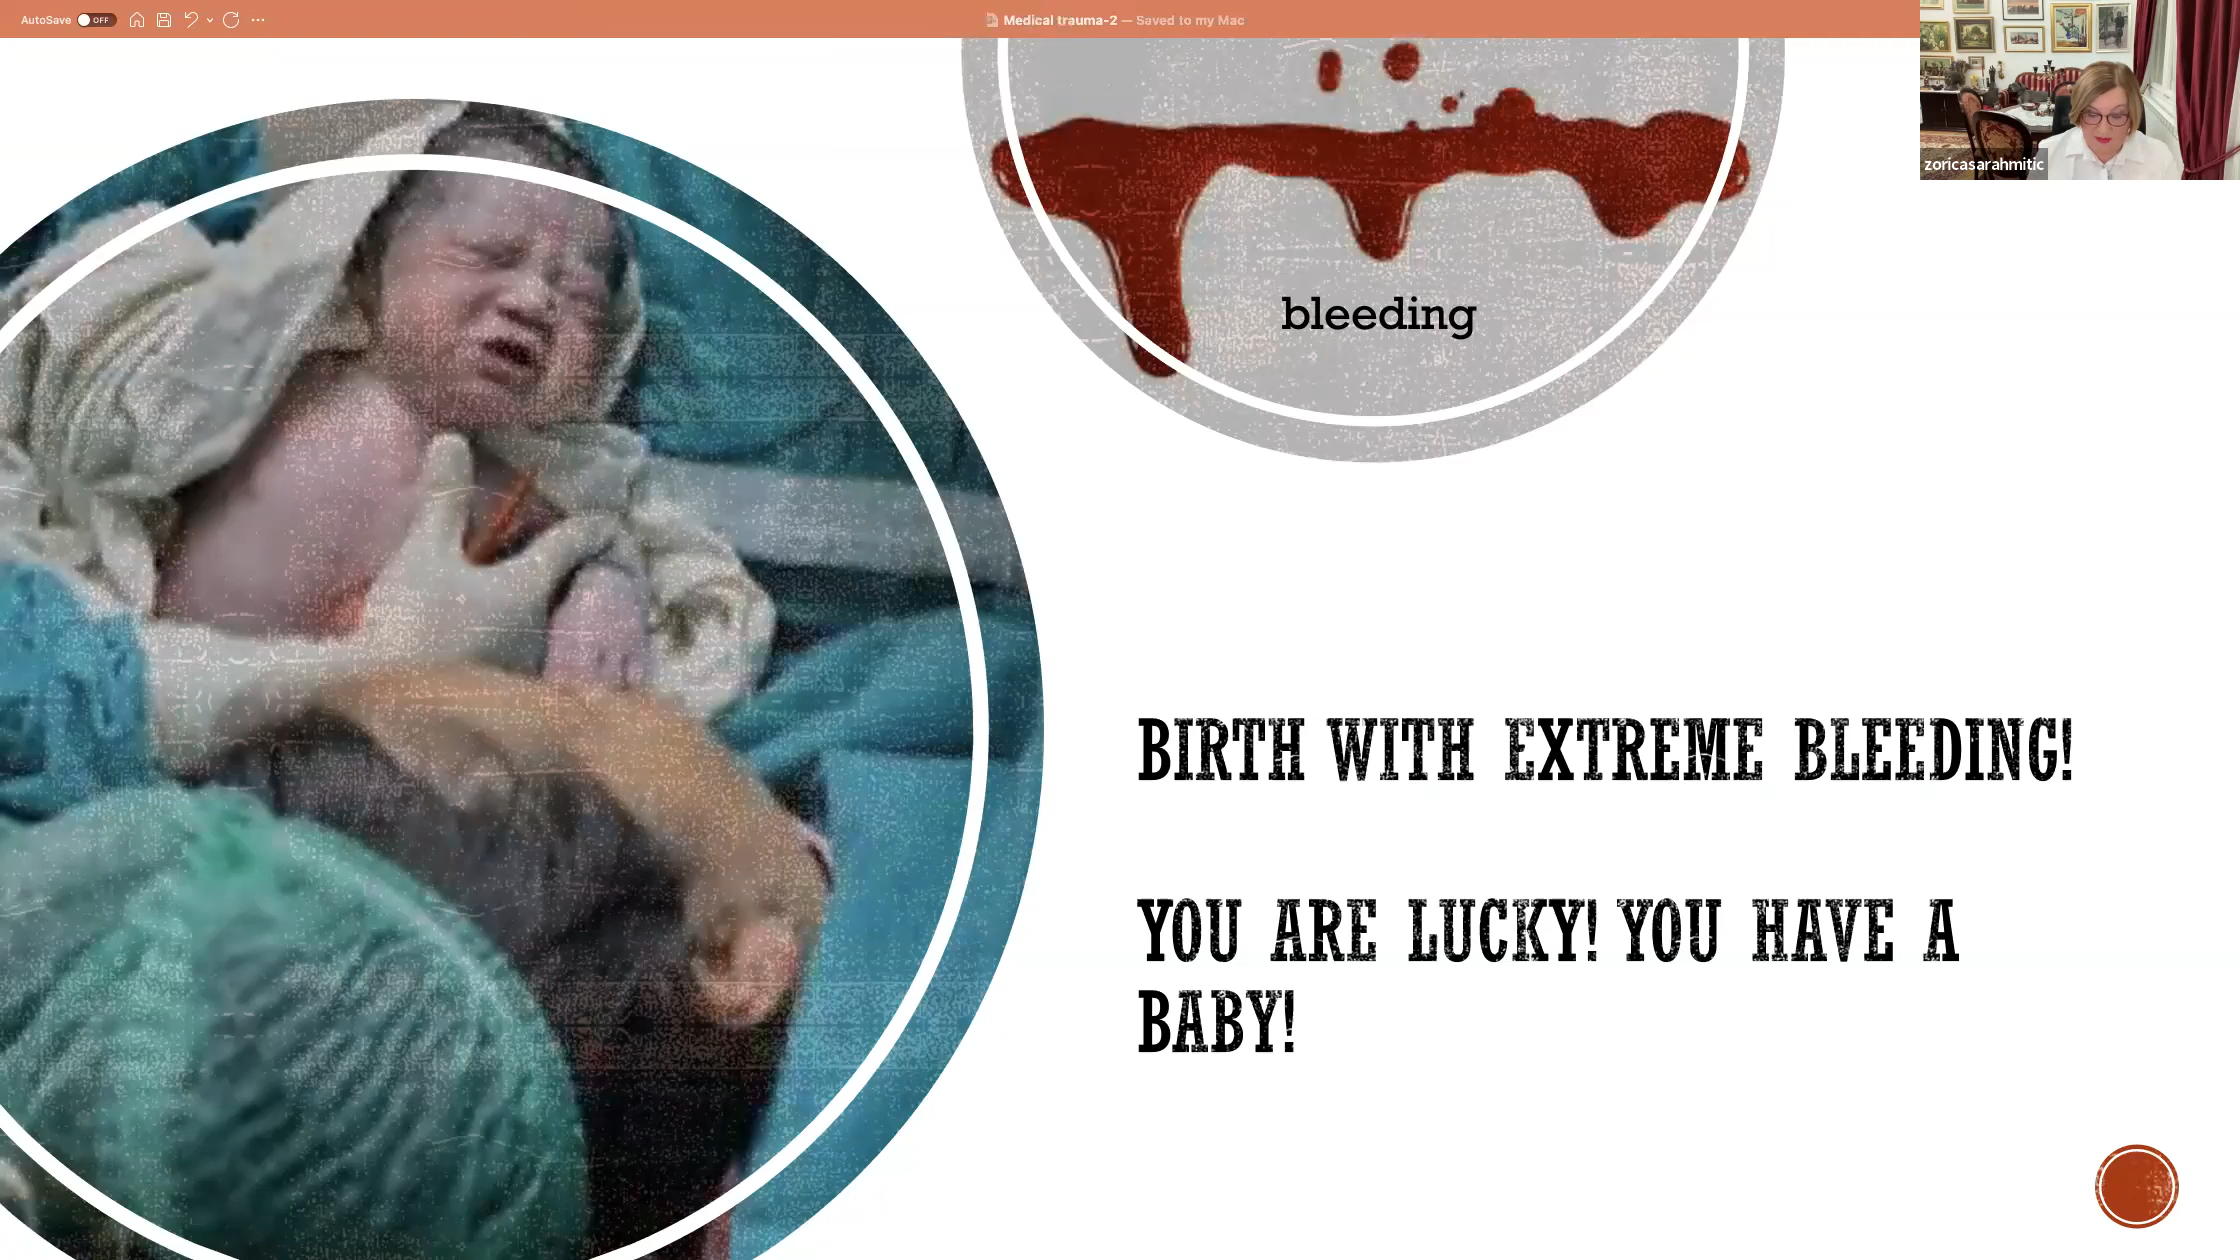 AutoSave OFF
Medical trauma-2 — Saved to my Mac
zoricasarahmitic
bleeding
BIRTH WITH EXTREME BLEEDING!
YOU ARE LUCKY! YOU HAVE A
BABY!